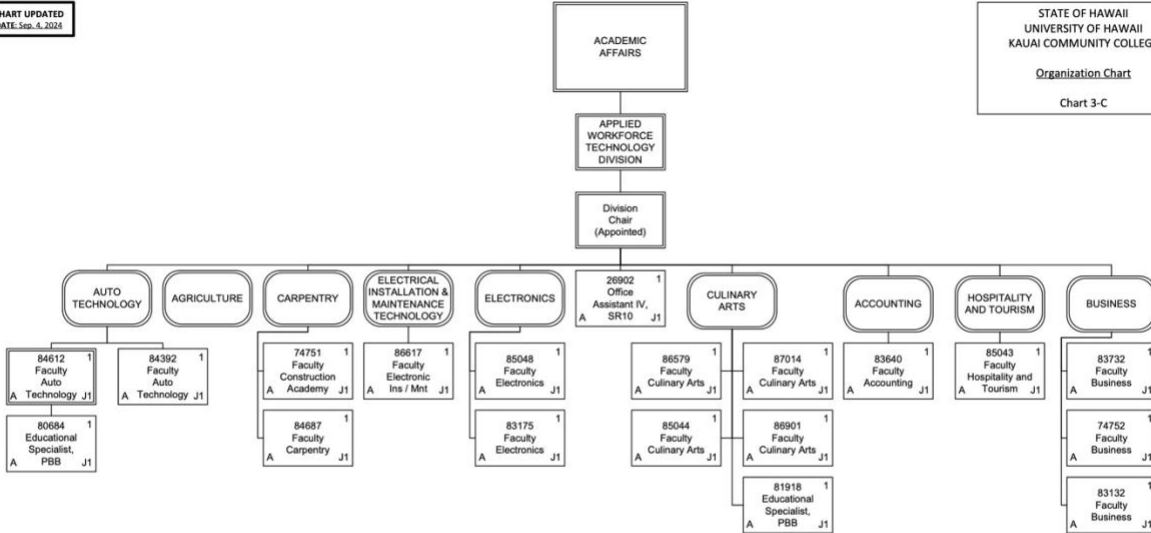 HART UPDATED
ATE: Sep. 4, 2024
STATE OF HAWAII
UNIVERSITY OF HAWAII
KAUAI COMMUNITY COLLEG
Organization Chart
Chart 3-C
ACADEMIC
AFFAIRS
APPLIED
WORKFORCE
TECHNOLOGY
DIVISION
Division
Chair
(Appointed)
AUTO
TECHNOLOGY
AGRICULTURE
CARPENTRY
ELECTRICAL
INSTALLATION &
MAINTENANCE
TECHNOLOGY
ELECTRONICS
26902 1
Office
Assistant IV,
A SR10 J1
CULINARY
ARTS
ACCOUNTING
HOSPITALITY
AND TOURISM
BUSINESS
84612 1
Faculty
Auto
A Technology J1
84392 1
Faculty
Auto
A Technology J1
80684 1
Educational
Specialist,
A PBB J1
74751 1
Faculty
Construction
A Academy J1
84687 1
Faculty
Carpentry
A J1
86617 1
Faculty
Electronic
A Ins / Mnt J1
85048 1
Faculty
Electronics
A J1
83175 1
Faculty
Electronics
A J1
86579 1
Faculty
Culinary Arts
A J1
87014 1
Faculty
Culinary Arts
A J1
85044 1
Faculty
Culinary Arts
A J1
86901 1
Faculty
Culinary Arts
A J1
81918 1
Educational
Specialist,
A PBB J1
83640 1
Faculty
Accounting
A J1
85043 1
Faculty
Hospitality and
A Tourism J1
83732 1
Faculty
Business
A J1
74752 1
Faculty
Business
A J1
83132 1
Faculty
Business
A J1